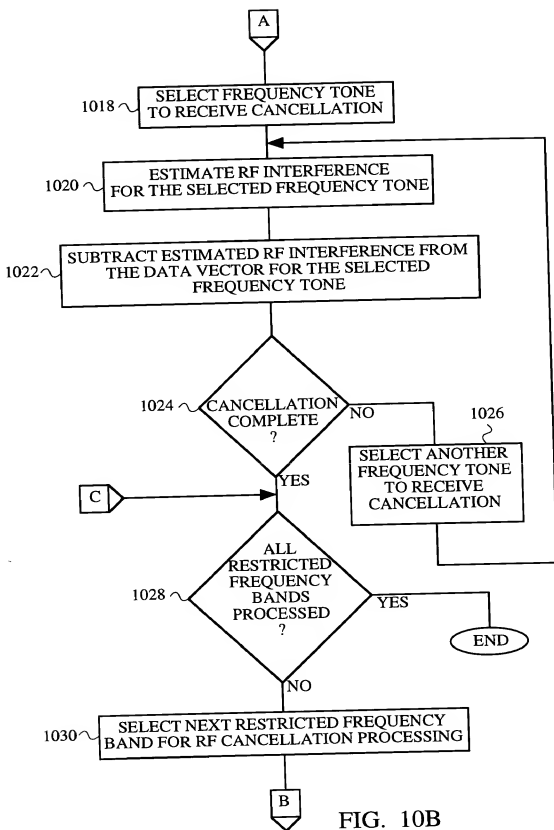 A
1018
SELECT FREQUENCY TONE
TO RECEIVE CANCELLATION
1020
ESTIMATE RF INTERFERENCE
FOR THE SELECTED FREQUENCY TONE
1022
SUBTRACT ESTIMATED RF INTERFERENCE FROM
THE DATA VECTOR FOR THE SELECTED
FREQUENCY TONE
1024
CANCELLATION
COMPLETE
?
NO
1026
SELECT ANOTHER
FREQUENCY TONE
TO RECEIVE
CANCELLATION
YES
C
1028
ALL
RESTRICTED
FREQUENCY
BANDS
PROCESSED
?
YES
END
NO
1030
SELECT NEXT RESTRICTED FREQUENCY
BAND FOR RF CANCELLATION PROCESSING
B
FIG. 10B